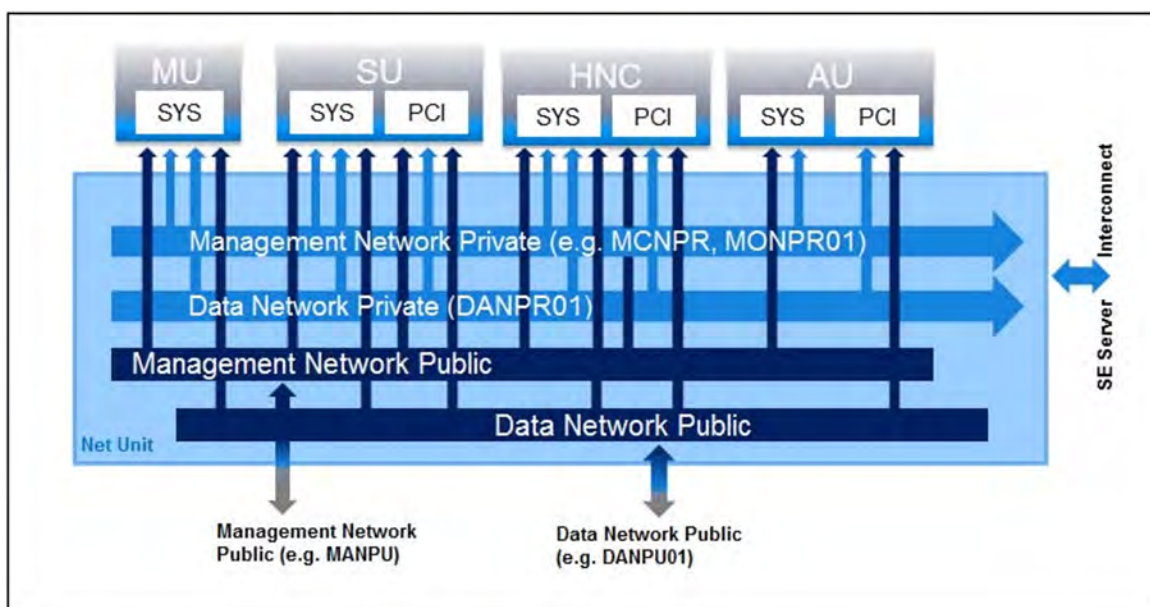 MU
SU
HNC
AU
SYS
SYS
PCI
SYS
PCI
SYS
PCI
Management Network Private (e.g. MCNPR, MONPR01)
Data Network Private (DANPR01)
Management Network Public
Data Network Public
Net Unit
SE Server Interconnect
Management Network
Public (e.g. MANPU)
Data Network Public
(e.g. DANPU01)